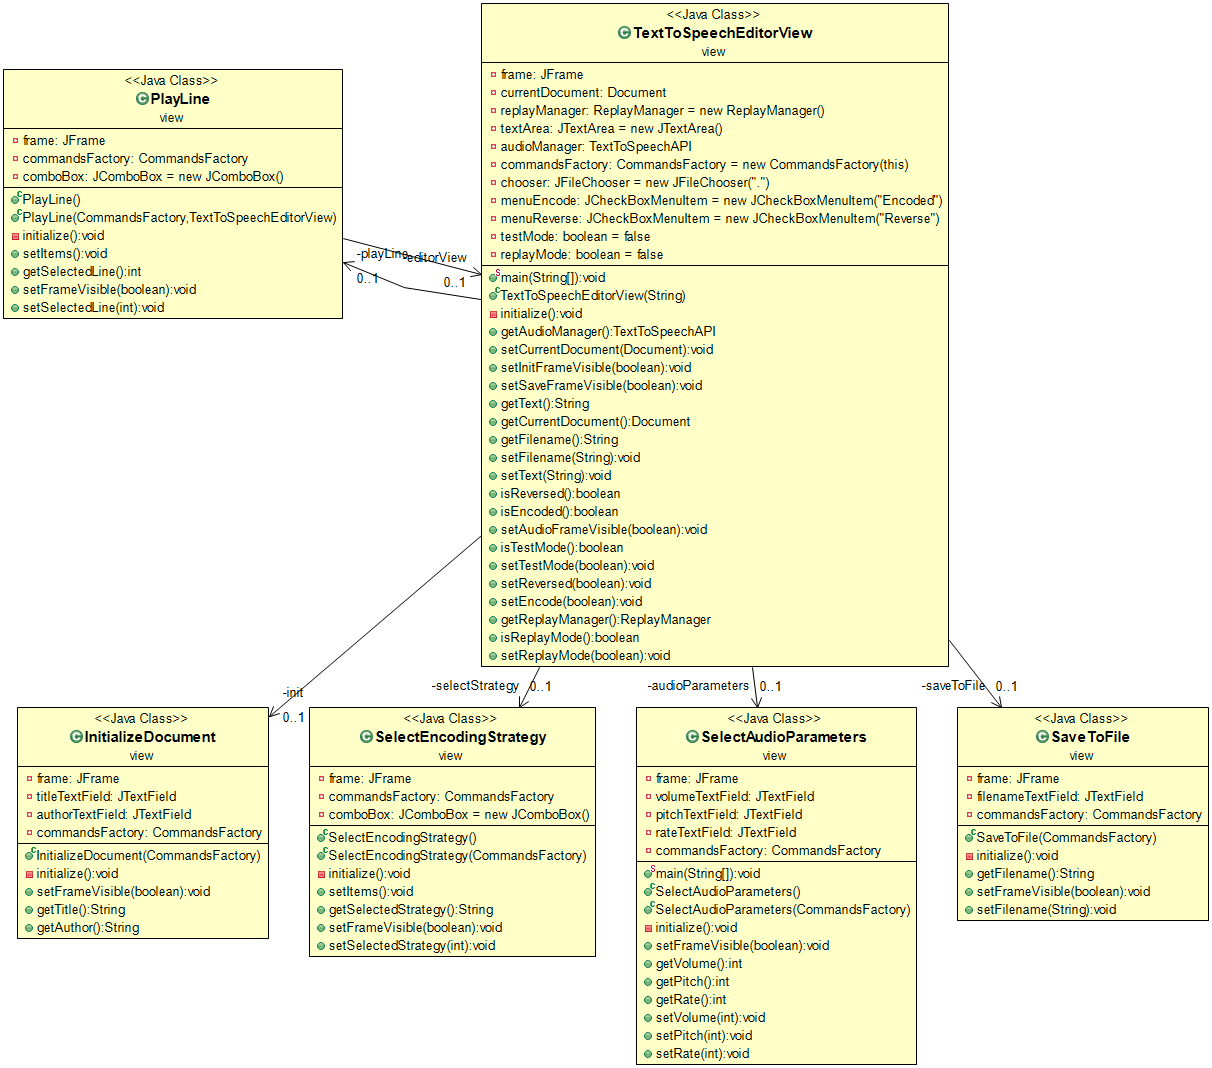 <<Java Class>>
TextToSpeechEditorView
view
frame: JFrame
currentDocument: Document
replayManager: ReplayManager = new ReplayManager()
textArea: JTextArea = new JTextArea()
audioManager: TextToSpeechAPI
commandsFactory: CommandsFactory = new CommandsFactory(this)
chooser: JFileChooser = new JFileChooser(".")
menuEncode: JCheckBoxMenuItem = new JCheckBoxMenuItem("Encoded")
menuReverse: JCheckBoxMenuItem = new JCheckBoxMenuItem("Reverse")
testMode: boolean = false
replayMode: boolean = false
main(String[]):void
TextToSpeechEditorView(String)
initialize():void
getAudioManager():TextToSpeechAPI
setCurrentDocument(Document):void
setInitFrameVisible(boolean):void
setSaveFrameVisible(boolean):void
getText():String
getCurrentDocument():Document
getFilename():String
setFilename(String):void
setText(String):void
isReversed():boolean
isEncoded():boolean
setAudioFrameVisible(boolean):void
isTestMode():boolean
setTestMode(boolean):void
setReversed(boolean):void
setEncode(boolean):void
getReplayManager():ReplayManager
isReplayMode():boolean
setReplayMode(boolean):void
<<Java Class>>
PlayLine
view
frame: JFrame
commandsFactory: CommandsFactory
comboBox: JComboBox = new JComboBox()
PlayLine()
PlayLine(CommandsFactory,TextToSpeechEditorView)
initialize():void
setItems():void
getSelectedLine():int
setFrameVisible(boolean):void
setSelectedLine(int):void
-playLine
editorView
0..1
0..1
-init
0..1
-selectStrategy
0..1
-audioParameters
0..1
-saveToFile
0..1
<<Java Class>>
InitializeDocument
view
frame: JFrame
titleTextField: JTextField
authorTextField: JTextField
commandsFactory: CommandsFactory
InitializeDocument(CommandsFactory)
initialize():void
setFrameVisible(boolean):void
getTitle():String
getAuthor():String
<<Java Class>>
SelectEncodingStrategy
view
frame: JFrame
commandsFactory: CommandsFactory
comboBox: JComboBox = new JComboBox()
SelectEncodingStrategy()
SelectEncodingStrategy(CommandsFactory)
initialize():void
setItems():void
getSelectedStrategy():String
setFrameVisible(boolean):void
setSelectedStrategy(int):void
<<Java Class>>
SelectAudioParameters
view
frame: JFrame
volumeTextField: JTextField
pitchTextField: JTextField
rateTextField: JTextField
commandsFactory: CommandsFactory
main(String[]):void
SelectAudioParameters()
SelectAudioParameters(CommandsFactory)
initialize():void
setFrameVisible(boolean):void
getVolume():int
getPitch():int
getRate():int
setVolume(int):void
setPitch(int):void
setRate(int):void
<<Java Class>>
SaveToFile
view
frame: JFrame
filenameTextField: JTextField
commandsFactory: CommandsFactory
SaveToFile(CommandsFactory)
initialize():void
getFilename():String
setFrameVisible(boolean):void
setFilename(String):void